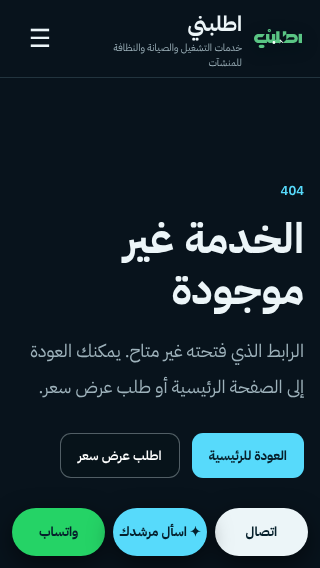 اطلبني
اطلبني
خدمات التشغيل والصيانة والنظافة
للمنشآت
☰
404
الخدمة غير
موجودة
الرابط الذي فتحته غير متاح. يمكنك العودة
إلى الصفحة الرئيسية أو طلب عرض سعر.
العودة للرئيسية
اطلب عرض سعر
اتصال
✦ اسأل مرشدك
واتساب